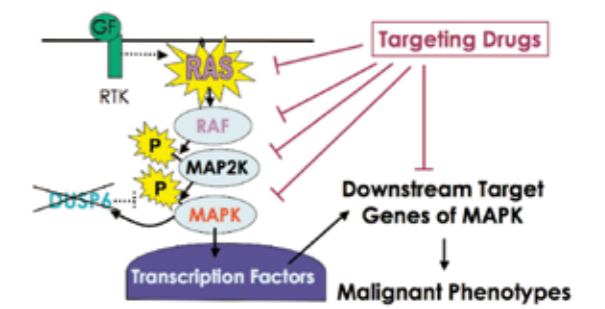 GF
Targeting Drugs
RAS
RTK
RAF
P
MAP2K
P
DUSP6
MAPK
Downstream Target
Genes of MAPK
Transcription Factors
Malignant Phenotypes